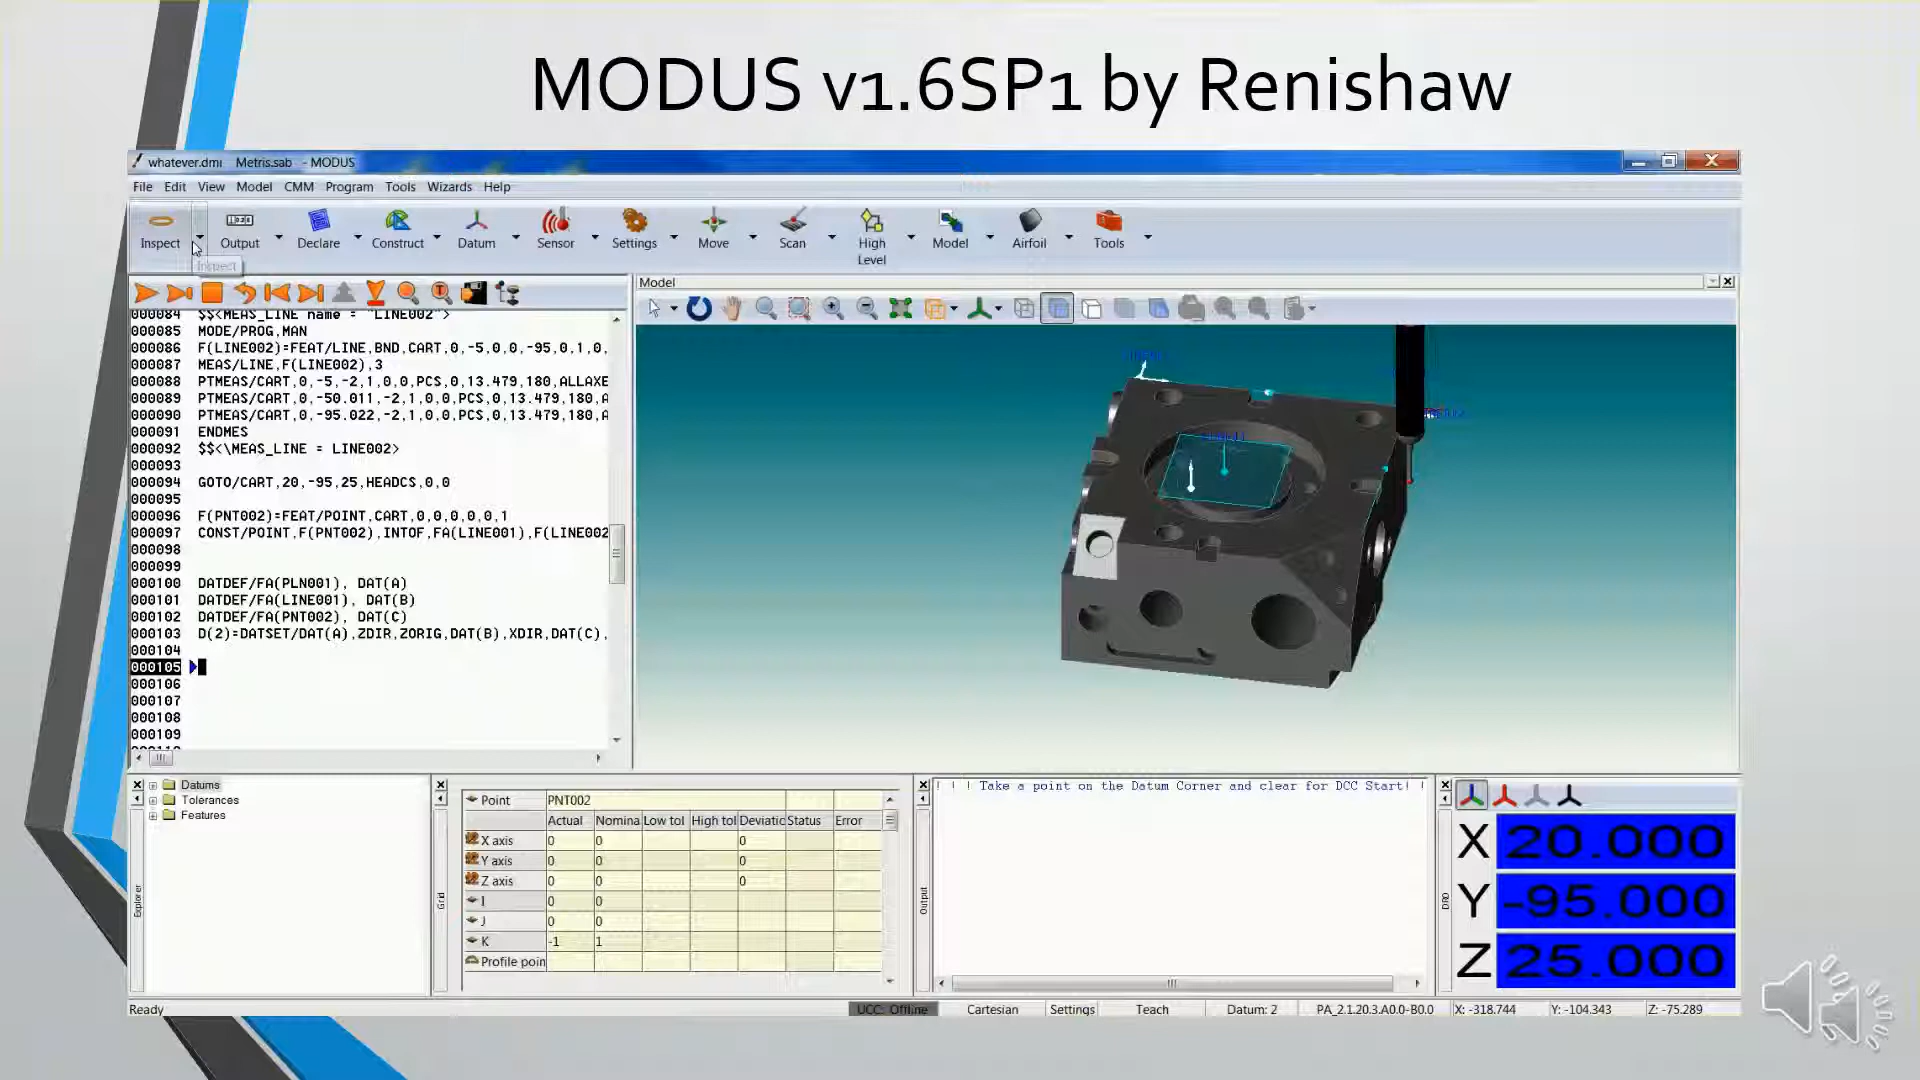 MODUS v1.6SP1 by Renishaw
whatever.dmi Metris.sab - MODUS
File Edit View Model CMM Program Tools Wizards Help
Inspect Output Declare Construct Datum Sensor Settings Move Scan High Level Model Airfoil Tools
Inspect
Model
000084 $$<MEAS_LINE name = "LINE002">
000085 MODE/PROG,MAN
000086 F(LINE002)=FEAT/LINE,BND,CART,0,-5,0,0,-95,0,1,0,
000087 MEAS/LINE,F(LINE002),3
000088 PTMEAS/CART,0,-5,-2,1,0,0,PCS,0,13.479,180,ALLAXE
000089 PTMEAS/CART,0,-50.011,-2,1,0,0,PCS,0,13.479,180,A
000090 PTMEAS/CART,0,-95.022,-2,1,0,0,PCS,0,13.479,180,A
000091 ENDMES
000092 $$<\MEAS_LINE = LINE002>
000093
000094 GOTO/CART,20,-95,25,HEADCS,0,0
000095
000096 F(PNT002)=FEAT/POINT,CART,0,0,0,0,0,1
000097 CONST/POINT,F(PNT002),INTOF,FA(LINE001),F(LINE002
000098
000099
000100 DATDEF/FA(PLN001), DAT(A)
000101 DATDEF/FA(LINE001), DAT(B)
000102 DATDEF/FA(PNT002), DAT(C)
000103 D(2)=DATSET/DAT(A),ZDIR,ZORIG,DAT(B),XDIR,DAT(C),
000104
000105
000106
000107
000108
000109
Datums
Tolerances
Features
Explorer
Grid
Point PNT002
Actual Nomina Low tol High tol Deviatic Status Error
X axis 0 0 0
Y axis 0 0 0
Z axis 0 0 0
I 0 0
J 0 0
K -1 1
Profile poin
Output
! ! ! Take a point on the Datum Corner and clear for DCC Start! !
DRO
X 20.000
Y -95.000
Z 25.000
Ready UCC: Offline Cartesian Settings Teach Datum: 2 PA_2.1.20.3.A0.0-B0.0 X: -318.744 Y: -104.343 Z: -75.289